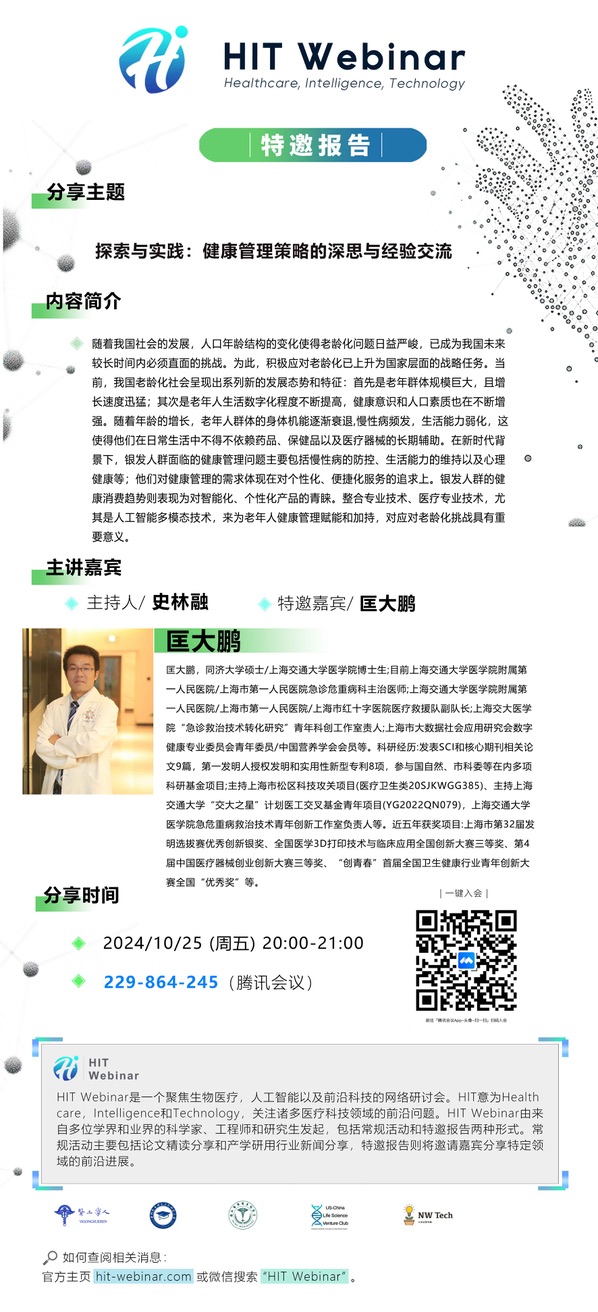 HIT Webinar
Healthcare, Intelligence, Technology
特邀报告
分享主题
探索与实践：健康管理策略的深思与经验交流
内容简介
随着我国社会的发展，人口年龄结构的变化使得老龄化问题日益严峻，已成为我国未来
较长时间内必须直面的挑战。为此，积极应对老龄化已上升为国家层面的战略任务。当
前，我国老龄化社会呈现出系列新的发展态势和特征：首先是老年群体规模巨大，且增
长速度迅猛；其次是老年人生活数字化程度不断提高，健康意识和人口素质也在不断增
强。随着年龄的增长，老年人群体的身体机能逐渐衰退,慢性病频发，生活能力弱化，这
使得他们在日常生活中不得不依赖药品、保健品以及医疗器械的长期辅助。在新时代背
景下，银发人群面临的健康管理问题主要包括慢性病的防控、生活能力的维持以及心理
健康等；他们对健康管理的需求体现在对个性化、便捷化服务的追求上。银发人群的健
康消费趋势则表现为对智能化、个性化产品的青睐。整合专业技术、医疗专业技术，尤
其是人工智能多模态技术，来为老年人健康管理赋能和加持，对应对老龄化挑战具有重
要意义。
主讲嘉宾
主持人/ 史林融 特邀嘉宾/ 匡大鹏
匡大鹏
匡大鹏，同济大学硕士/上海交通大学医学院博士生;目前上海交通大学医学院附属第
一人民医院/上海市第一人民医院急诊危重病科主治医师;上海交通大学医学院附属第
一人民医院/上海市第一人民医院/上海市红十字医院医疗救援队副队长;上海交大医学
院“急诊救治技术转化研究”青年科创工作室责人;上海市大数据社会应用研究会数字
健康专业委员会青年委员/中国营养学会会员等。科研经历:发表SCI和核心期刊相关论
文9篇，第一发明人授权发明和实用性新型专利8项，参与国自然、市科委等在内多项
科研基金项目;主持上海市松区科技攻关项目(医疗卫生类20SJKWGG385)、主持上海
交通大学“交大之星”计划医工交叉基金青年项目(YG2022QN079)，上海交通大学
医学院急危重病救治技术青年创新工作室负责人等。近五年获奖项目:上海市第32届发
明选拔赛优秀创新银奖、全国医学3D打印技术与临床应用全国创新大赛三等奖、第4
届中国医疗器械创业创新大赛三等奖、“创青春”首届全国卫生健康行业青年创新大
赛全国“优秀奖”等。
分享时间
|一键入会|
2024/10/25 (周五) 20:00-21:00
229-864-245（腾讯会议）
HIT
Webinar
HIT Webinar是一个聚焦生物医疗，人工智能以及前沿科技的网络研讨会。HIT意为Health
care，Intelligence和Technology，关注诸多医疗科技领域的前沿问题。HIT Webinar由来
自多位学界和业界的科学家、工程师和研究生发起，包括常规活动和特邀报告两种形式。常
规活动主要包括论文精读分享和产学研用行业新闻分享，特邀报告则将邀请嘉宾分享特定领
域的前沿进展。
US-China
Life Science
Venture Club
NW Tech
如何查阅相关消息：
官方主页 hit-webinar.com 或微信搜索“HIT Webinar”。